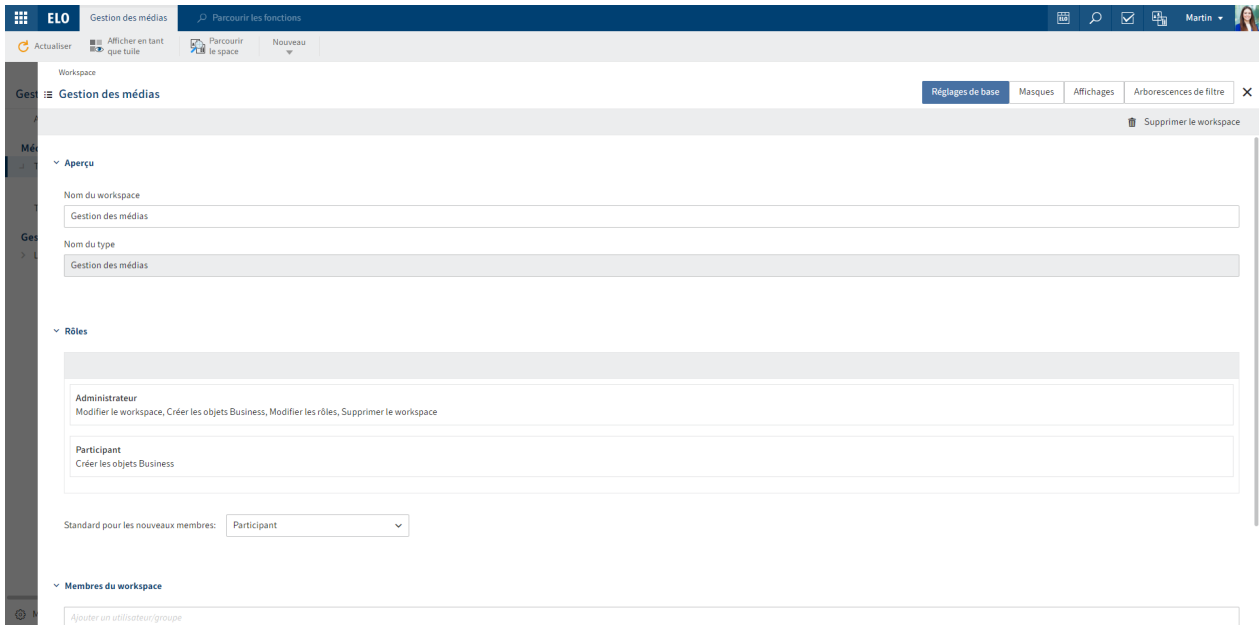 ELO Gestion des médias Parcourir les fonctions ELO Martin
Actualiser Afficher en tant que tuile Parcourir le space Nouveau
Workspace
Gest Gestion des médias Réglages de base Masques Affichages Arborescences de filtre
Supprimer le workspace
Méd
Aperçu
Nom du workspace
Gestion des médias
Ges
Nom du type
Gestion des médias
Rôles
Administrateur
Modifier le workspace, Créer les objets Business, Modifier les rôles, Supprimer le workspace
Participant
Créer les objets Business
Standard pour les nouveaux membres: Participant
Membres du workspace
Ajouter un utilisateur/groupe